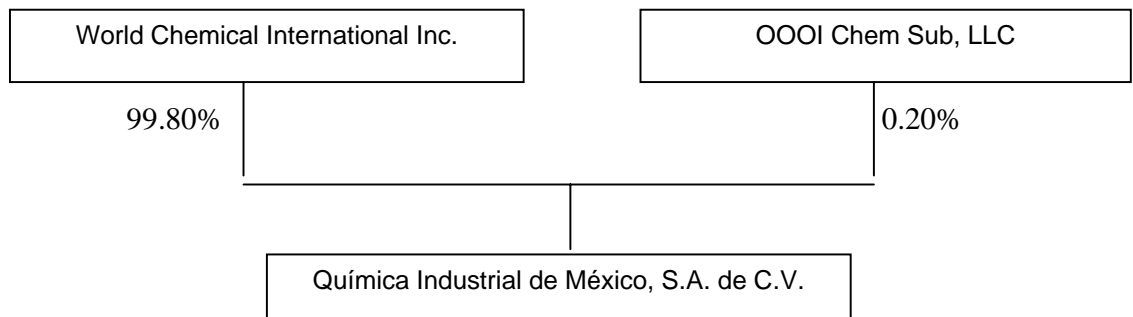 World Chemical International Inc.
OOOI Chem Sub, LLC
99.80%
0.20%
Química Industrial de México, S.A. de C.V.